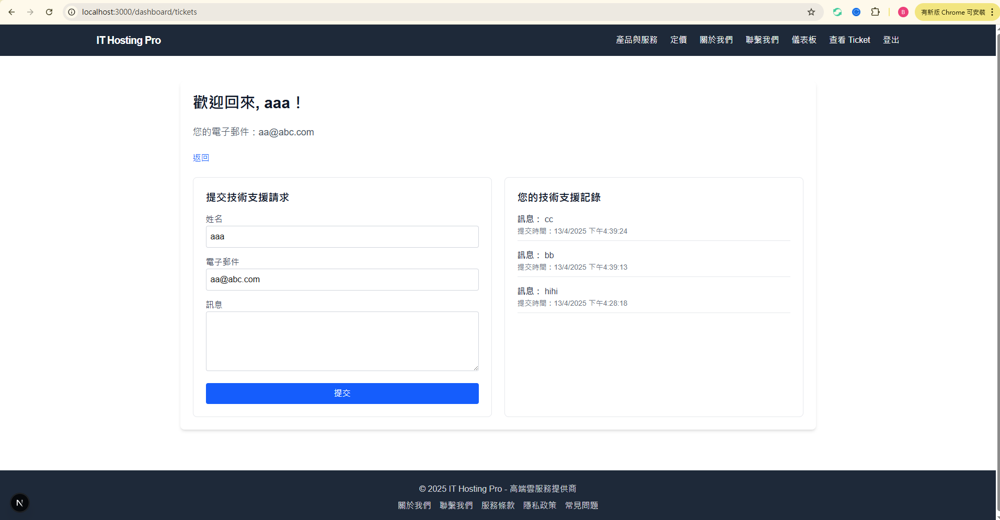 localhost:3000/dashboard/tickets
B
有新版 Chrome 可安裝
IT Hosting Pro
產品與服務 定價 關於我們 聯繫我們 儀表板 查看 Ticket 登出
歡迎回來, aaa！
您的電子郵件：aa@abc.com
返回
提交技術支援請求
姓名
aaa
電子郵件
aa@abc.com
訊息
提交
您的技術支援記錄
訊息： cc
提交時間：13/4/2025 下午4:39:24
訊息： bb
提交時間：13/4/2025 下午4:39:13
訊息： hihi
提交時間：13/4/2025 下午4:28:18
© 2025 IT Hosting Pro - 高端雲服務提供商
關於我們 聯繫我們 服務條款 隱私政策 常見問題
N